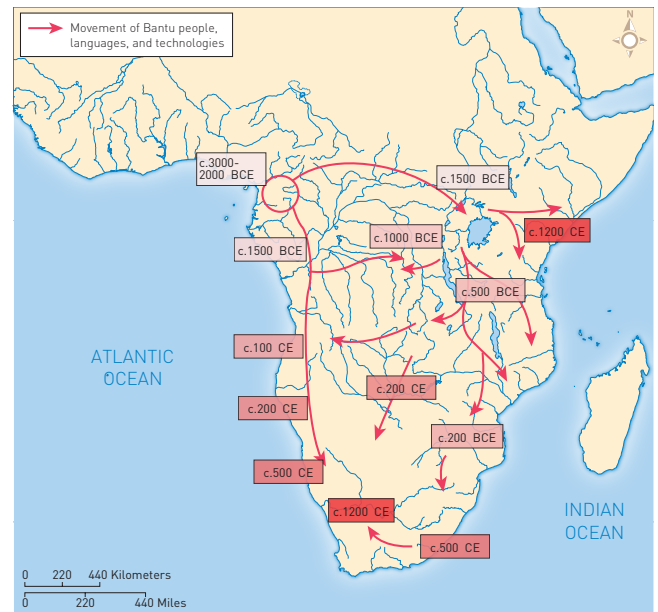 Movement of Bantu people,
languages, and technologies
N
c.3000-
2000 BCE
c.1500 BCE
c.1200 CE
c.1000 BCE
c.1500 BCE
c.500 BCE
c.100 CE
ATLANTIC
OCEAN
c.200 CE
c.200 CE
c.200 BCE
c.500 CE
c.1200 CE
INDIAN
OCEAN
c.500 CE
0 220 440 Kilometers
0 220 440 Miles